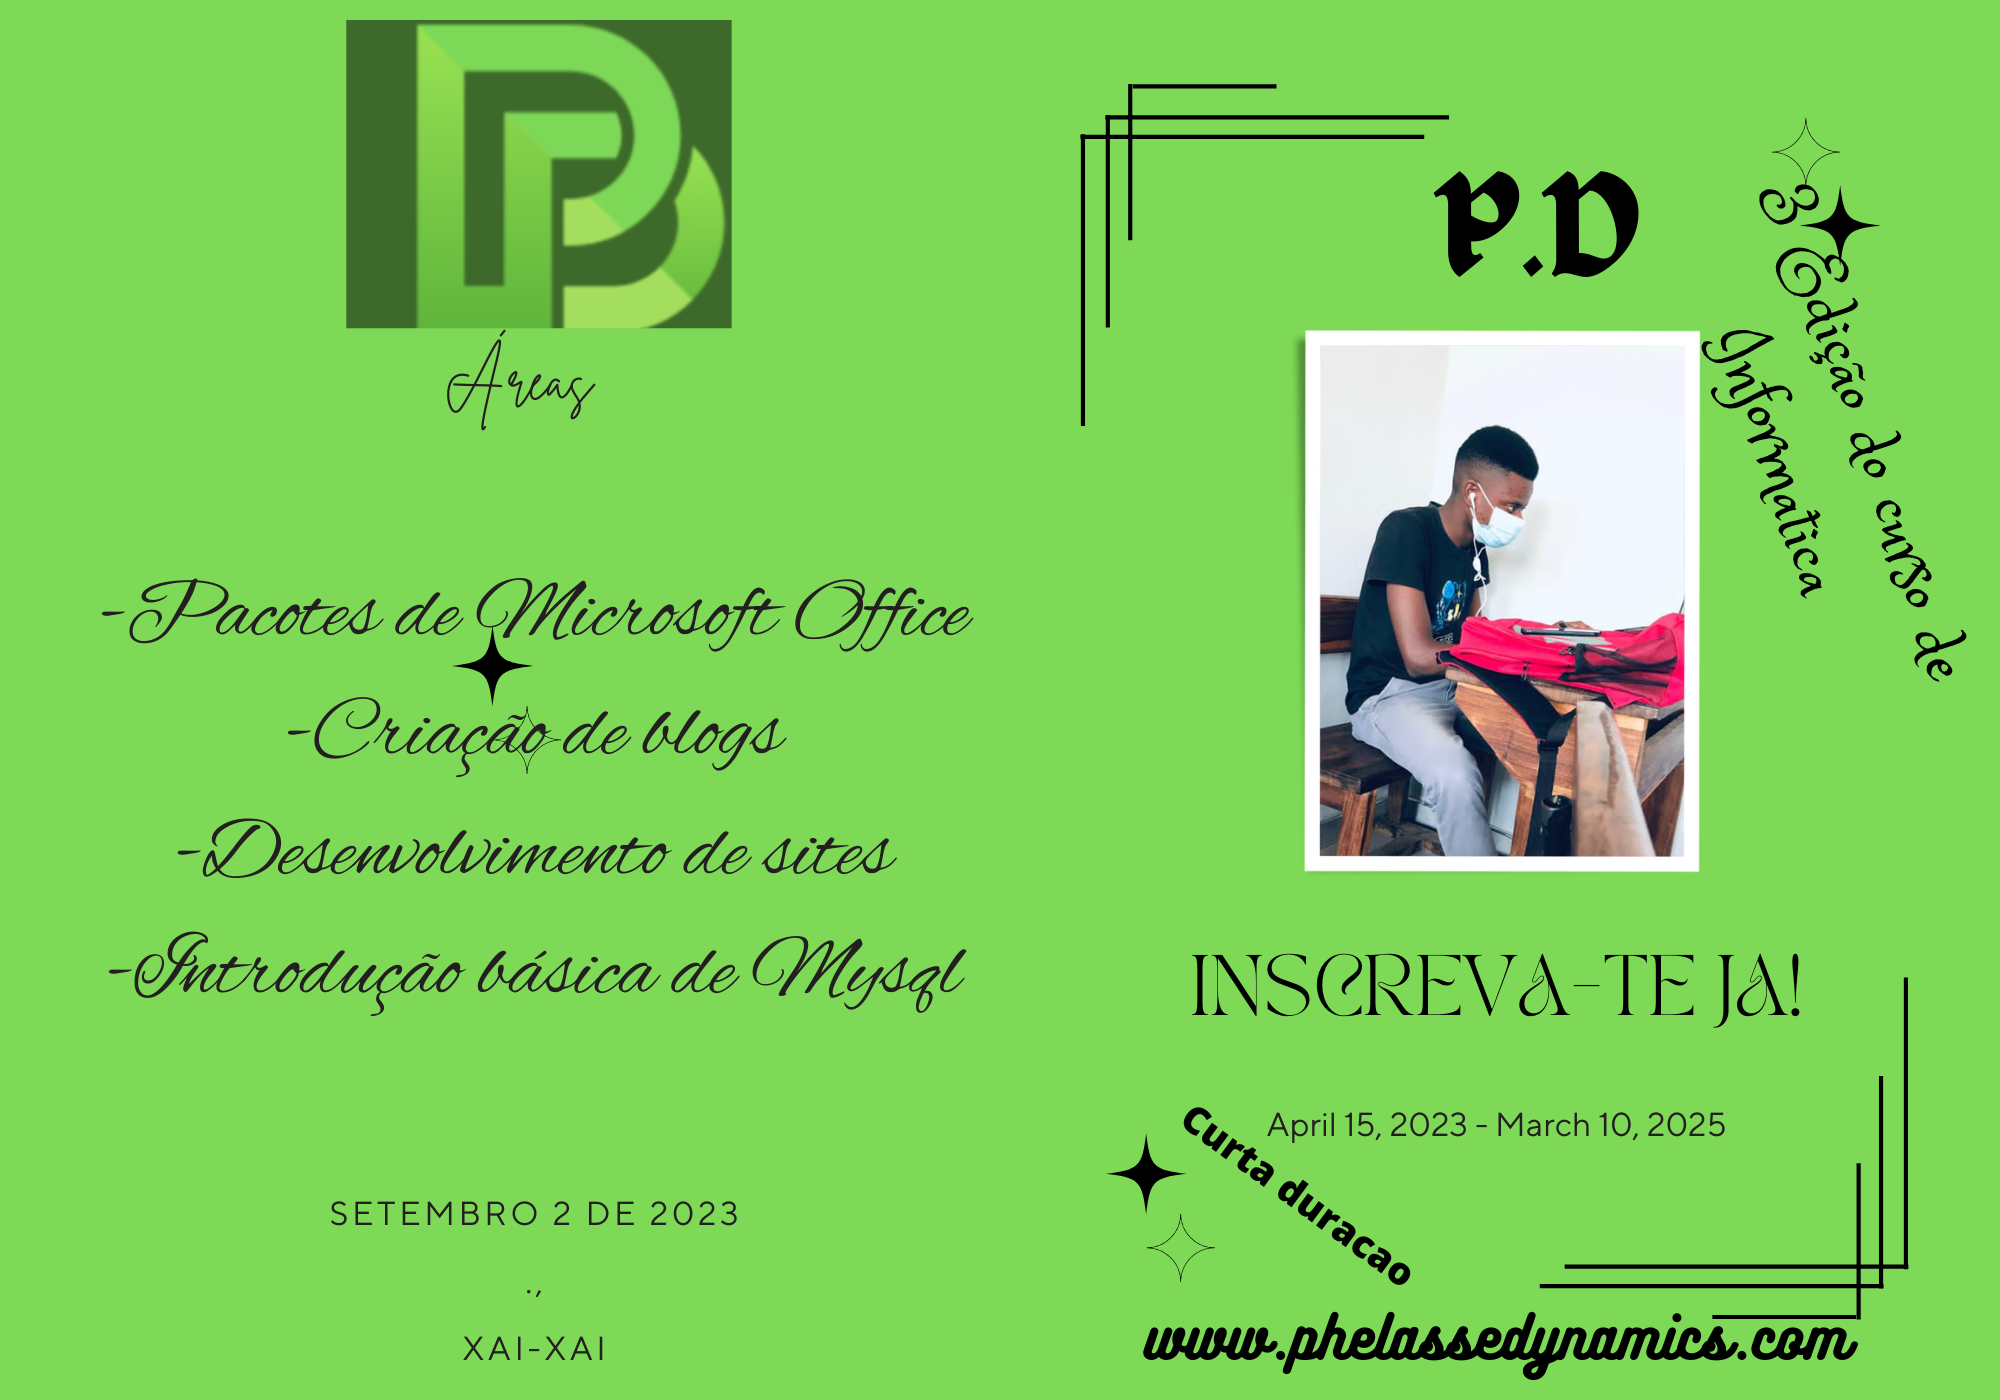 Áreas
-Pacotes de Microsoft Office
-Criação de blogs
-Desenvolvimento de sites
-Introdução básica de Mysql
SETEMBRO 2 DE 2023
.,
XAI-XAI
P.D
3 Edição do curso de
Informatica
INSCREVA-TE JA!
April 15, 2023 - March 10, 2025
Curta duracao
www.phelassedynamics.com